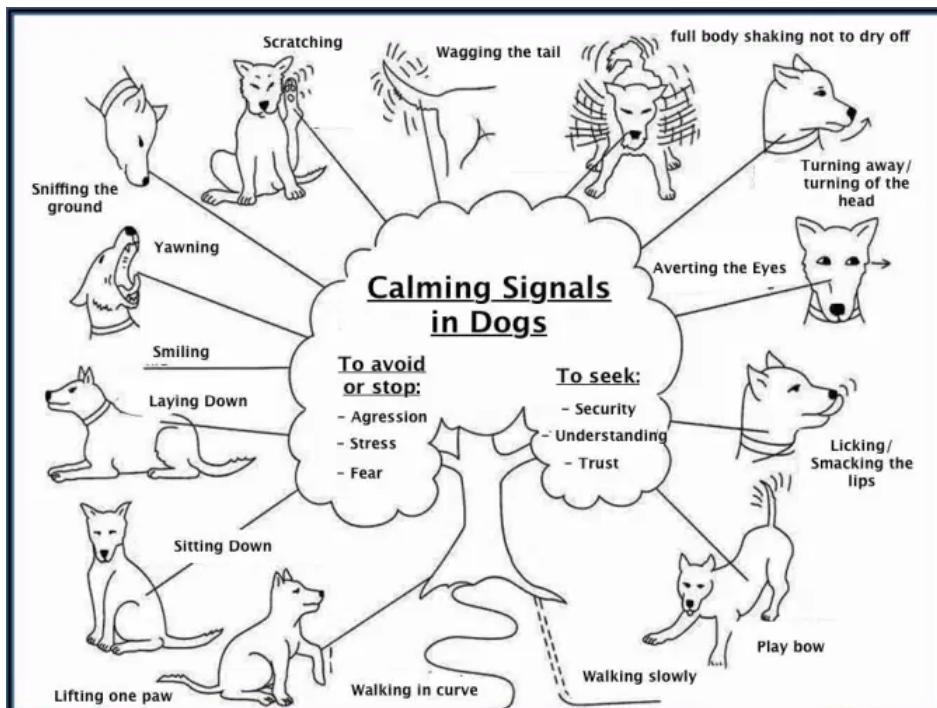 Scratching
Wagging the tail
full body shaking not to dry off
Sniffing the
ground
Turning away/
turning of the
head
Yawning
Averting the Eyes
Calming Signals
in Dogs
Smiling
To avoid
or stop:
- Agression
- Stress
- Fear
To seek:
- Security
- Understanding
- Trust
Laying Down
Licking/
Smacking the
lips
Sitting Down
Play bow
Lifting one paw
Walking in curve
Walking slowly